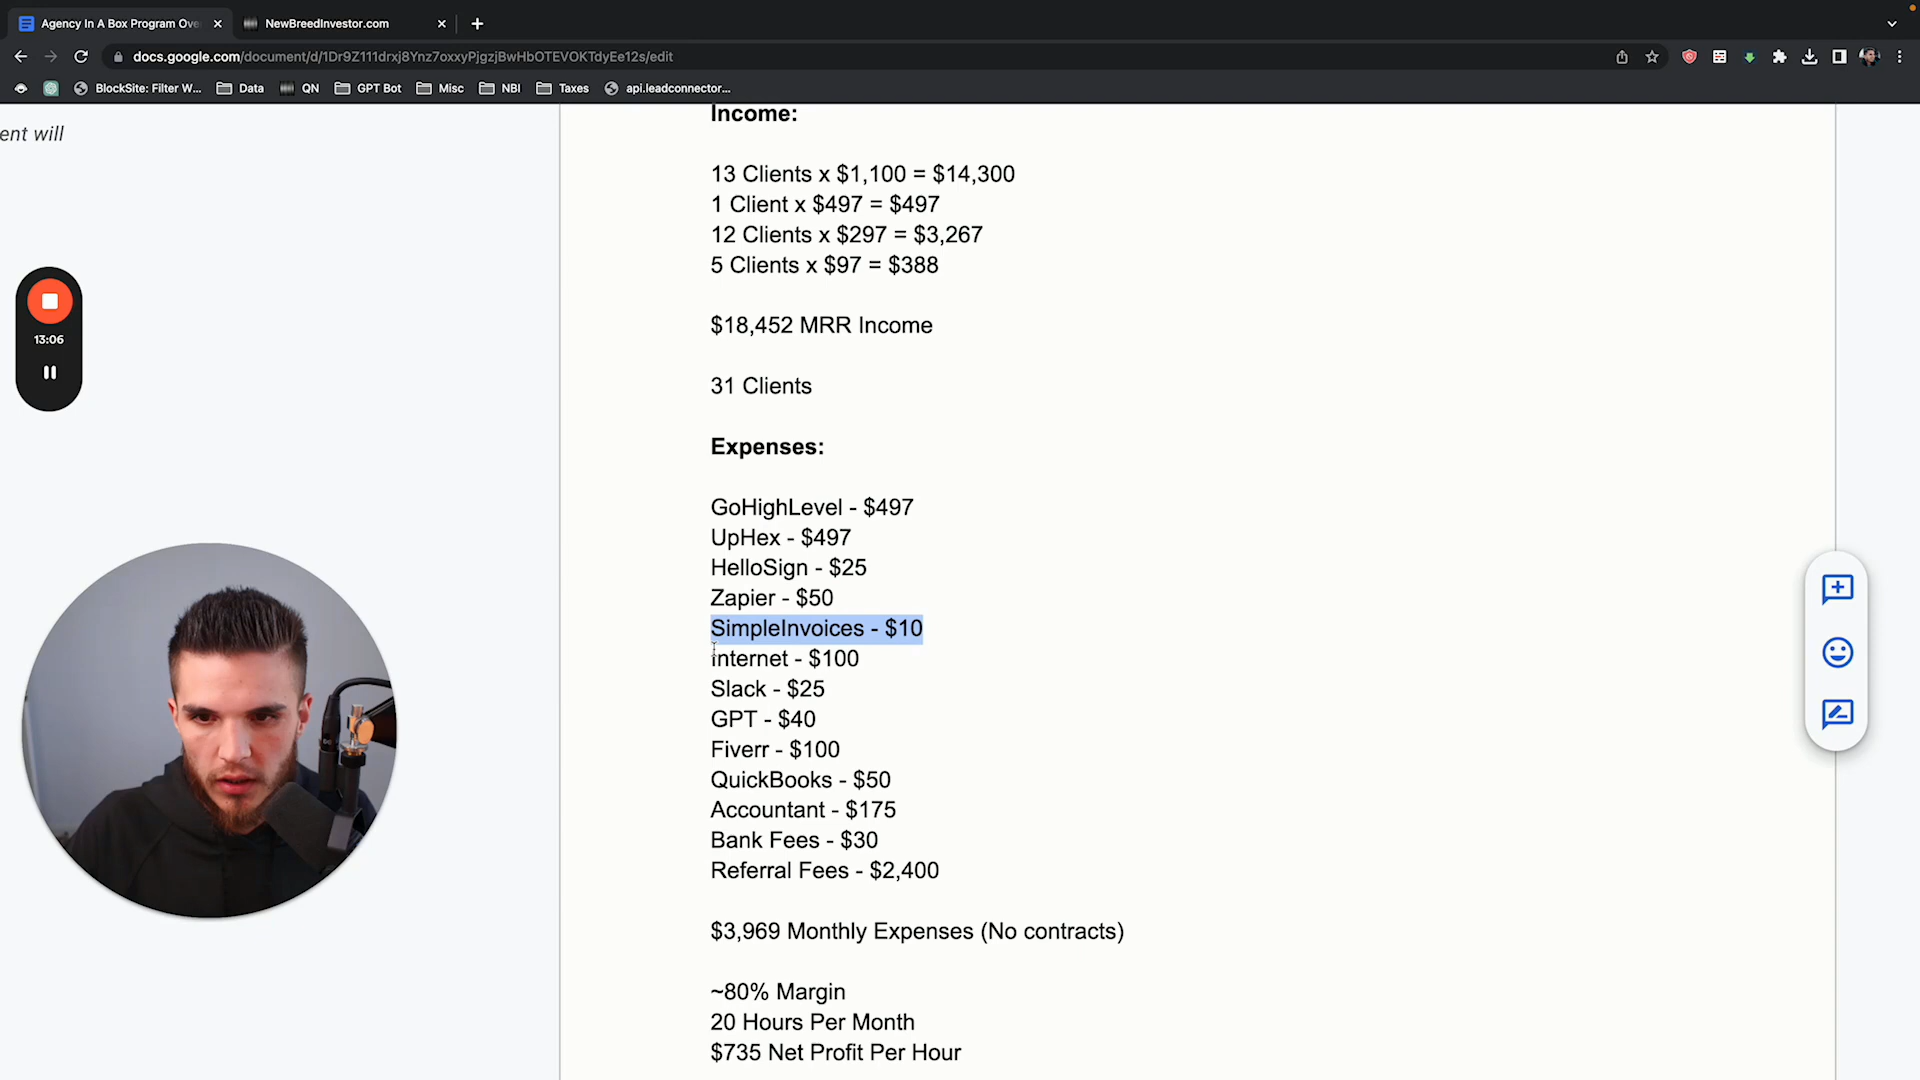 Agency In A Box Program Ove
NewBreedInvestor.com
docs.google.com/document/d/1Dr9Z111drxj8Ynz7oxxyPjgzjBwHbOTEVOKTdyEe12s/edit
BlockSite: Filter W...
Data
QN
GPT Bot
Misc
NBI
Taxes
api.leadconnector...
ent will
Income:
13 Clients x $1,100 = $14,300
1 Client x $497 = $497
12 Clients x $297 = $3,267
5 Clients x $97 = $388
$18,452 MRR Income
31 Clients
13:06
Expenses:
GoHighLevel - $497
UpHex - $497
HelloSign - $25
Zapier - $50
SimpleInvoices - $10
Internet - $100
Slack - $25
GPT - $40
Fiverr - $100
QuickBooks - $50
Accountant - $175
Bank Fees - $30
Referral Fees - $2,400
$3,969 Monthly Expenses (No contracts)
~80% Margin
20 Hours Per Month
$735 Net Profit Per Hour